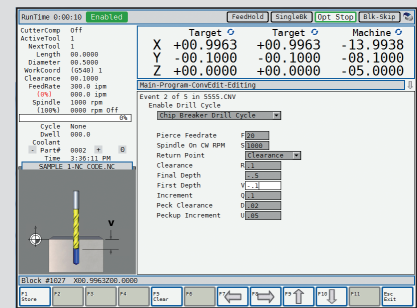 RunTime 0:00:10 Enabled FeedHold SingleBk Opt Stop Blk-Skip
CutterComp Off
ActiveTool 1
NextTool 1
Length 00.0000
Diameter 00.5000
WorkCoord (G540) 1
Clearance 00.1000
FeedRate 300.0 ipm
(0%) 000.0 ipm
Spindle 1000 rpm
(100%) 0000 rpm Off
0%
Cycle None
Dwell 000.0
Coolant
- Part# 0002 + 0
Time 3:36:11 PM
SAMPLE 1-NC CODE.NC
V
Target Target Machine
X +00.9963 +00.9963 -13.9938
Y -00.1000 -00.1000 -08.1000
Z +00.0000 +00.0000 -05.0000
Main-Program-ConvEdit-Editing
Event 2 of 5 in 5555.CNV
Enable Drill Cycle
Chip Breaker Drill Cycle
Pierce Feedrate F 20
Spindle On CW RPM S 1000
Return Point Clearance
Clearance R .1
Final Depth -.5
First Depth V -.1
Increment Q .1
Peck Clearance D .02
Peckup Increment U .05
Block #1027 X00.9963Z00.0000
F1 Store F2 F3 F4 F5 Clear F6 F7 F8 F9 F10 F11 Esc Exit